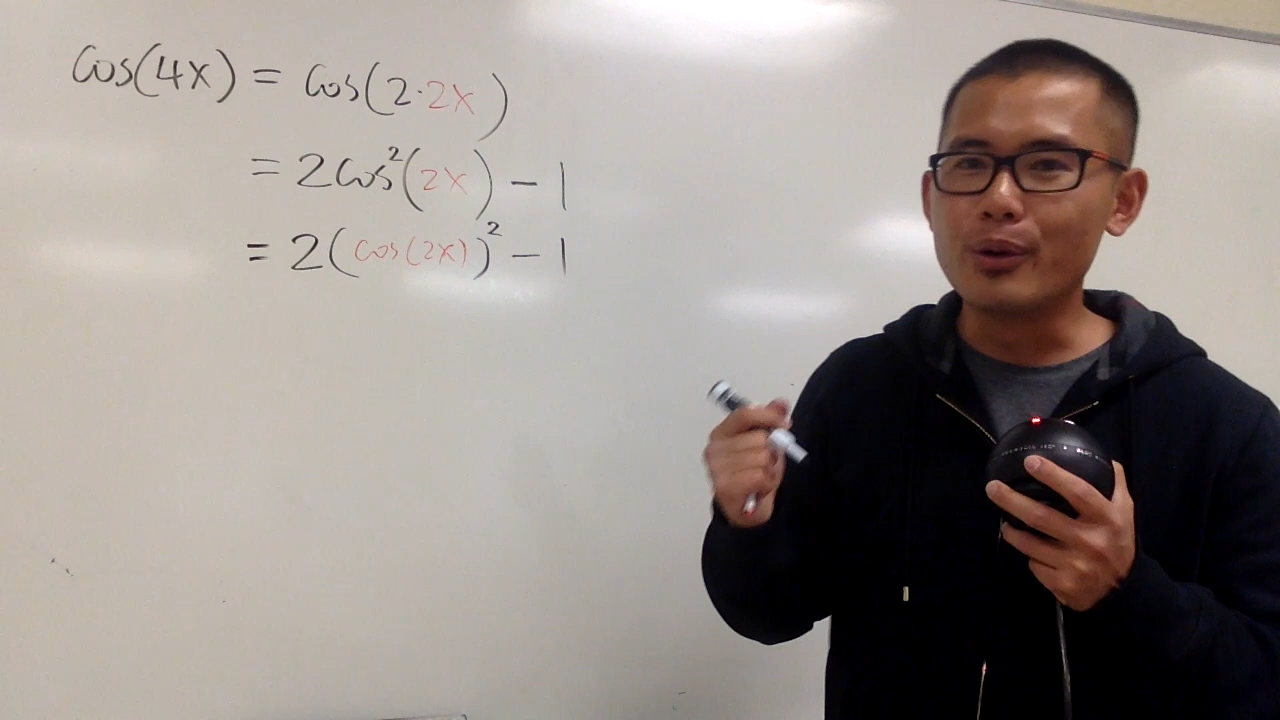 cos(4x) = cos(2·2x)
= 2cos²(2x) - 1
= 2(cos(2x))² - 1